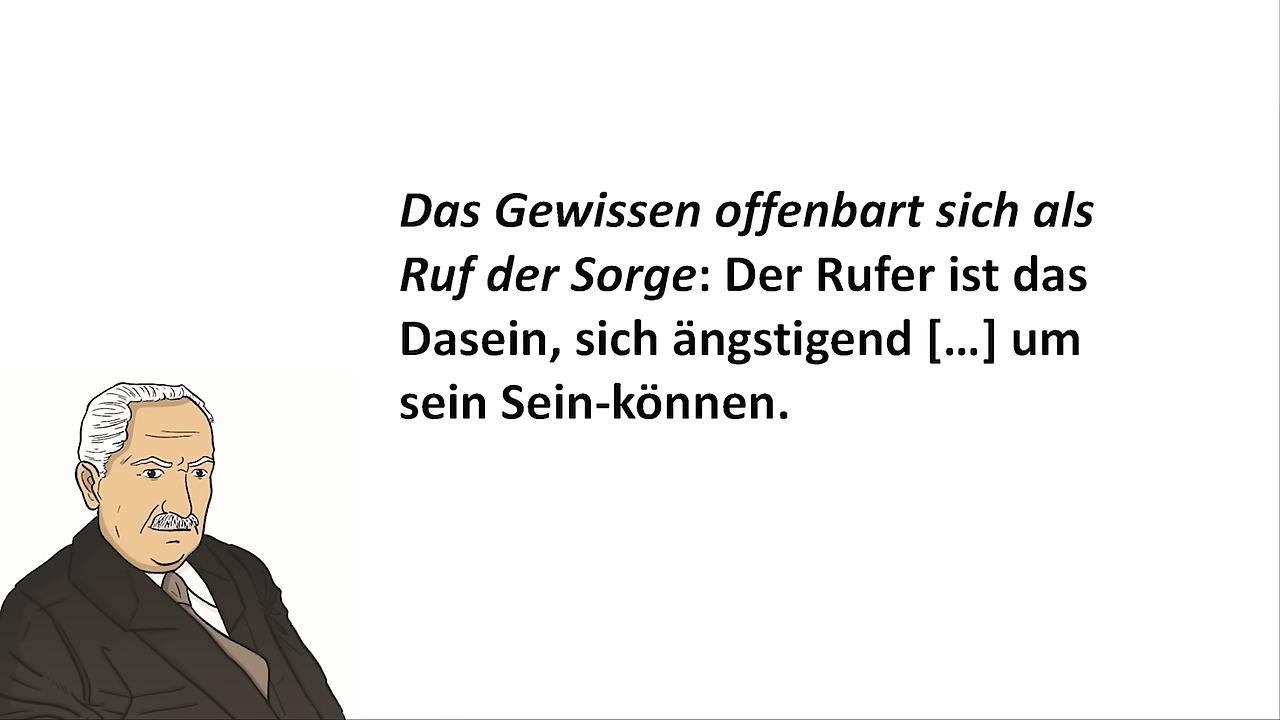 Das Gewissen offenbart sich als
Ruf der Sorge: Der Rufer ist das
Dasein, sich ängstigend […] um
sein Sein-können.